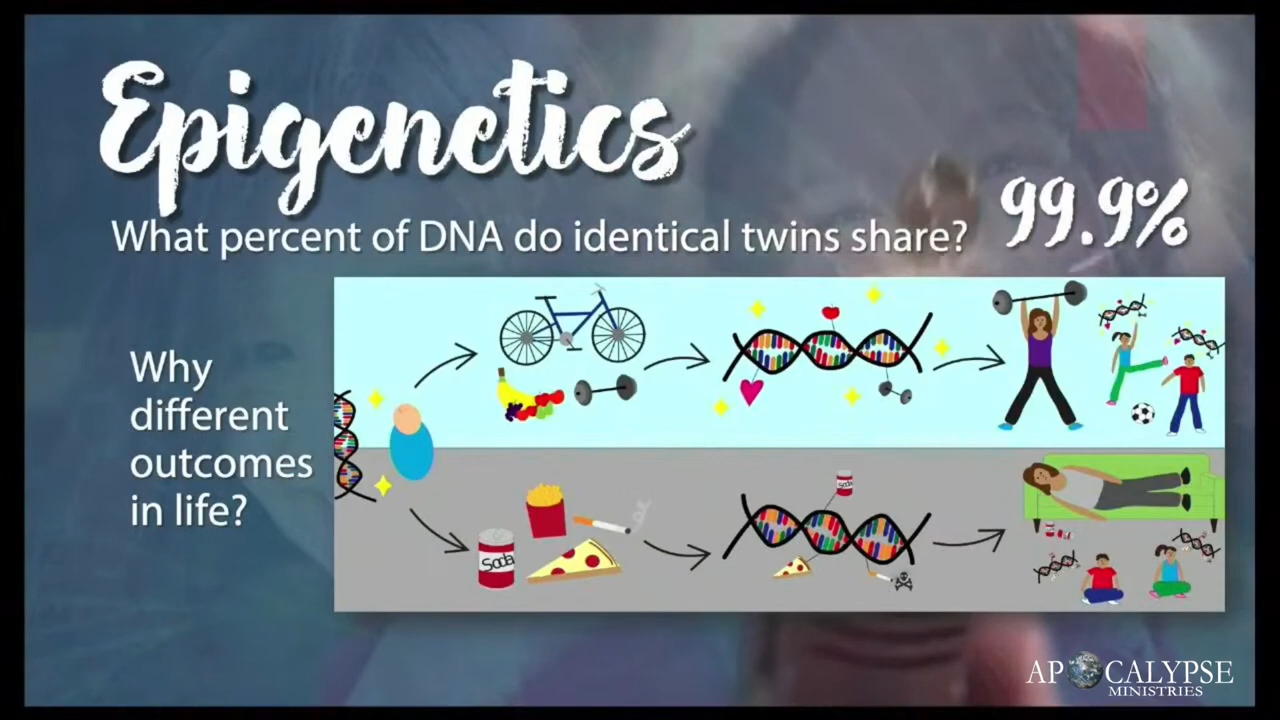 Epigenetics
What percent of DNA do identical twins share? 99.9%
Why
different
outcomes
in life?
Soda
Soda
APOCALYPSE
MINISTRIES